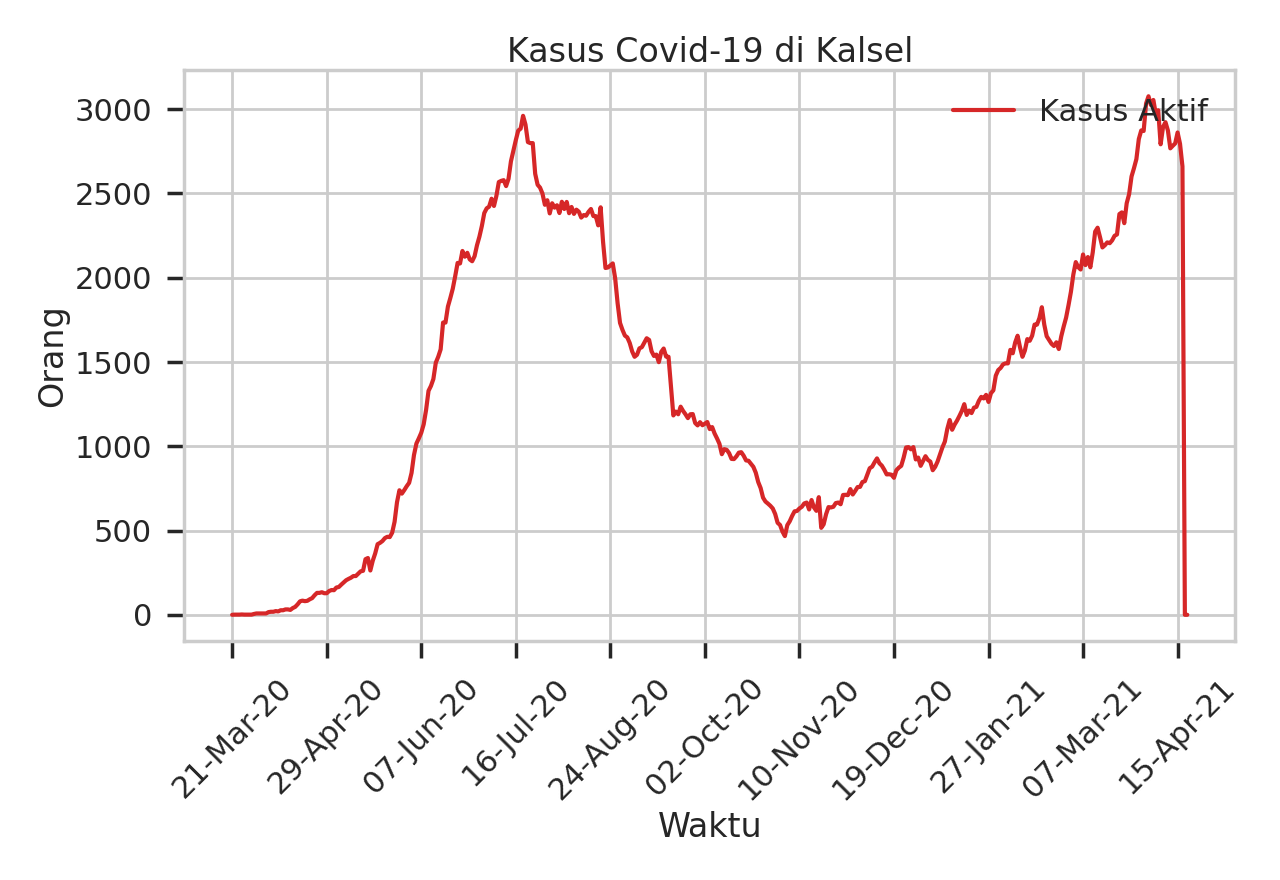 Kasus Covid-19 di Kalsel
Kasus Aktif
Orang
3000
2500
2000
1500
1000
500
0
21-Mar-20
29-Apr-20
07-Jun-20
16-Jul-20
24-Aug-20
02-Oct-20
10-Nov-20
19-Dec-20
27-Jan-21
07-Mar-21
15-Apr-21
Waktu